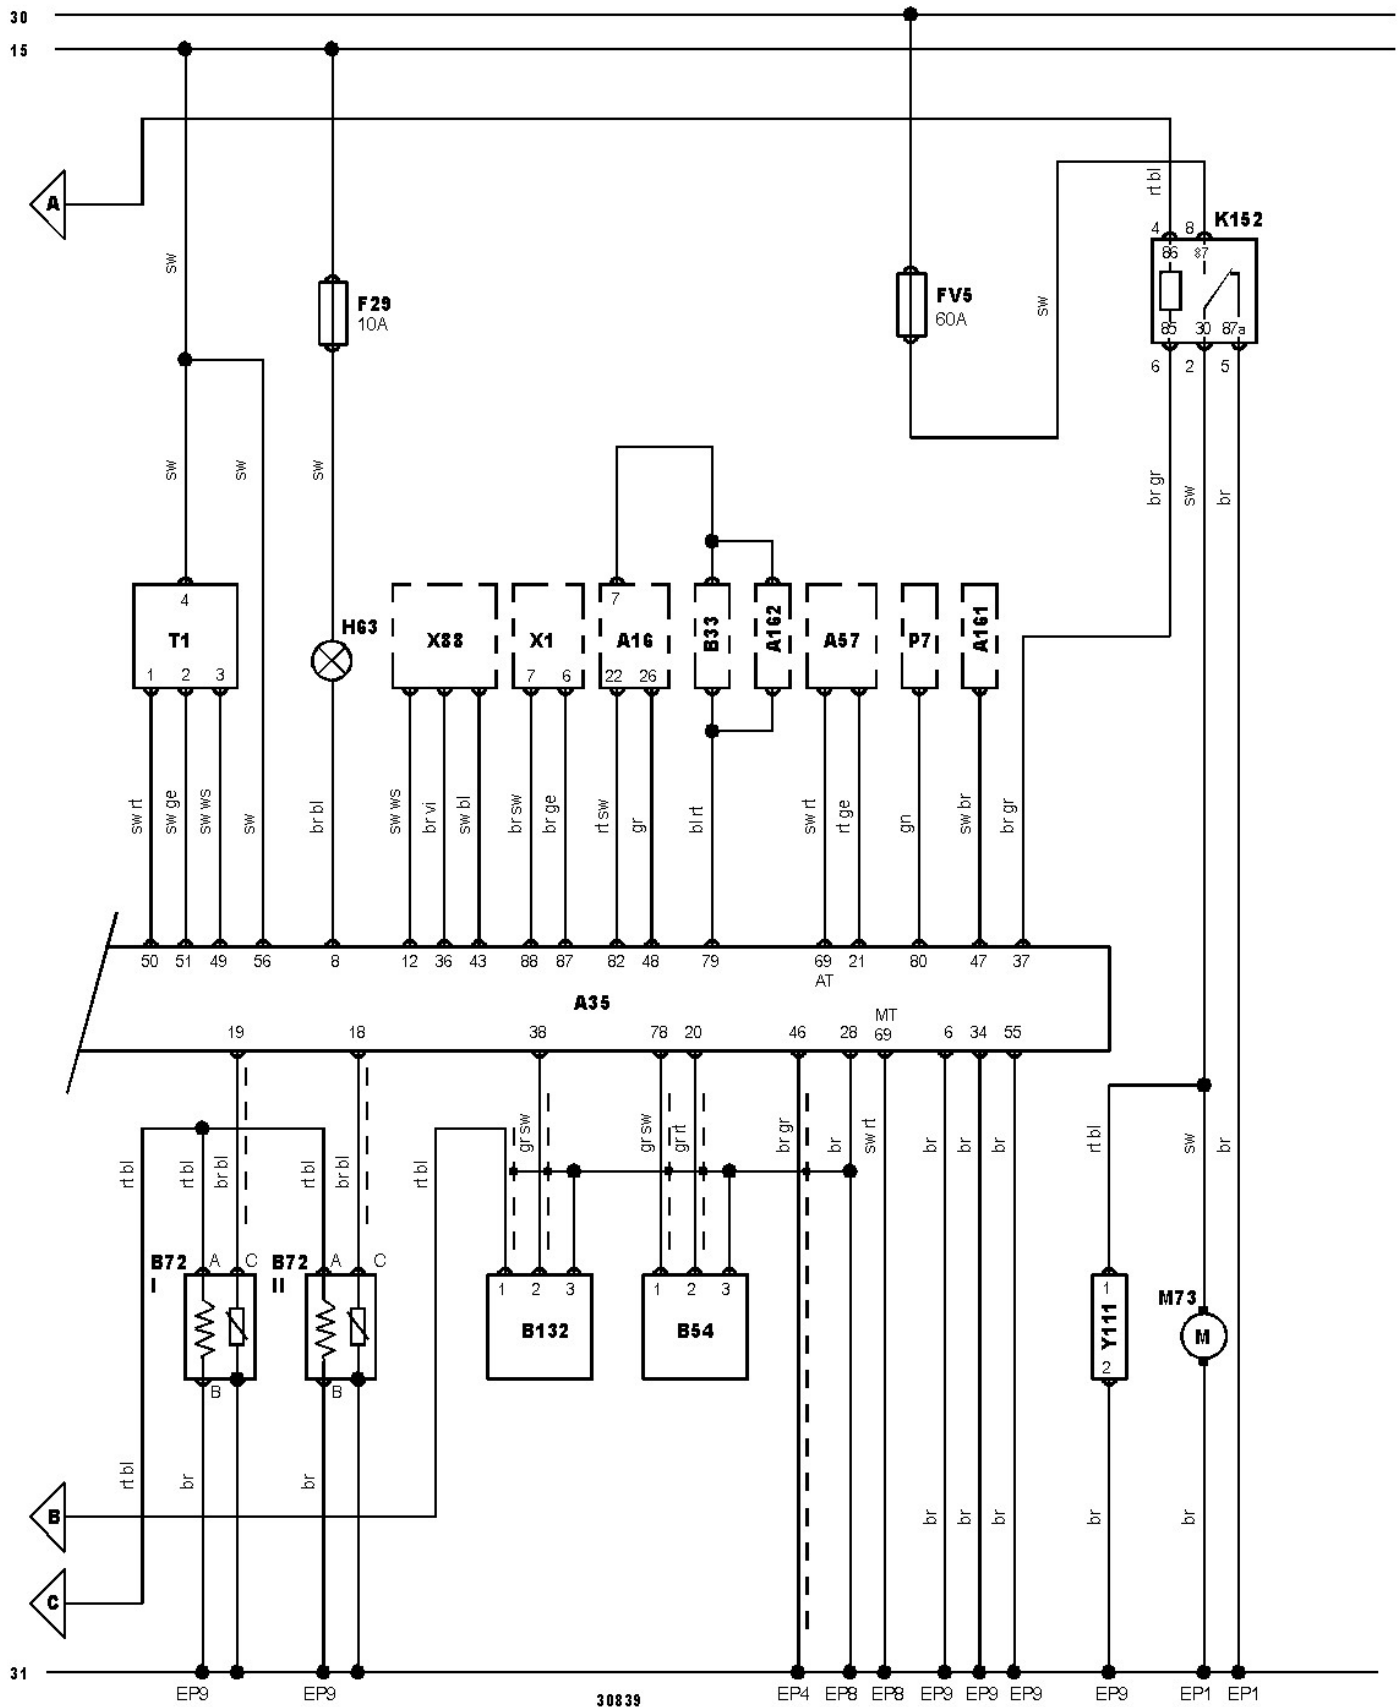 30
15
A
rt bl
K152
4 8
86 87
85 30 87a
6 2 5
sw
F29
10A
FV5
60A
sw
sw
sw
sw
br gr
sw
br
4
T1
1 2 3
H63
X88
X1
7 6
7
A16
22 26
B33
A162
A57
P7
A161
sw rt
sw ge
sw ws
sw
br bl
sw ws
br vi
sw bl
br sw
br ge
rt sw
gr
bl rt
sw rt
rt ge
gn
sw br
br gr
50 51 49 56 8 12 36 43 88 87 82 48 79 69 21 80 47 37
AT
A35
MT
19 18 38 78 20 46 28 69 6 34 55
rt bl
rt bl
br bl
rt bl
br bl
rt bl
gr sw
gr sw
gr rt
br gr
br
sw rt
br
br
br
rt bl
sw
br
B72 A C
I
B72 A C
II
B
B
1 2 3
B132
1 2 3
B54
1
Y111
2
M73
M
rt bl
br
br
br
br
br
br
br
B
C
31
EP9 EP9 EP4 EP8 EP8 EP9 EP9 EP9 EP9 EP1 EP1
30839